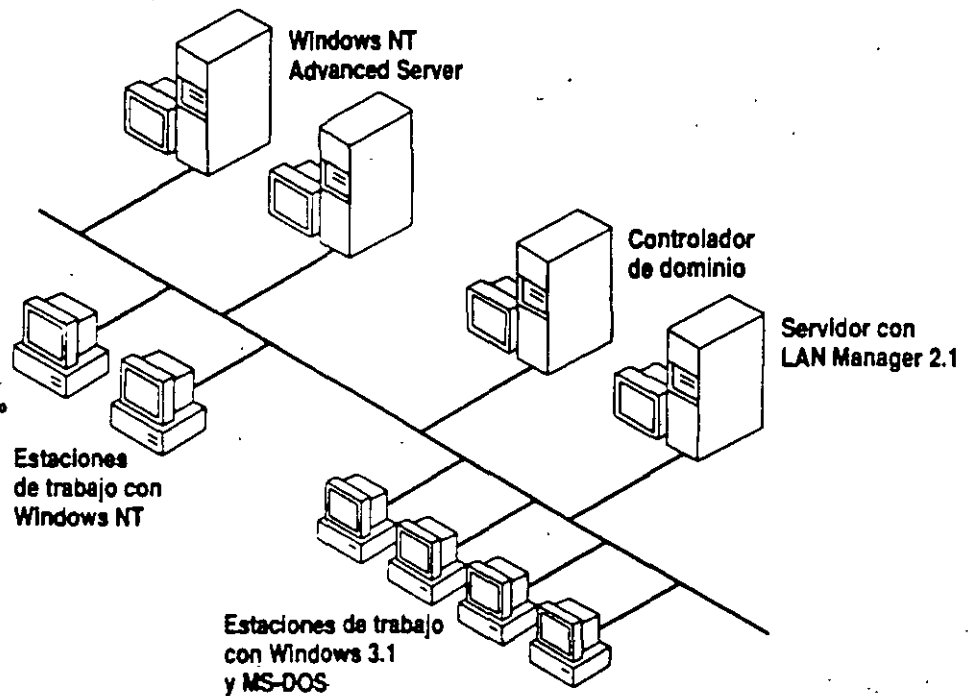 Windows NT
Advanced Server
Controlador
de dominio
Servidor con
LAN Manager 2.1
Estaciones
de trabajo con
Windows NT
Estaciones de trabajo
con Windows 3.1
y MS-DOS